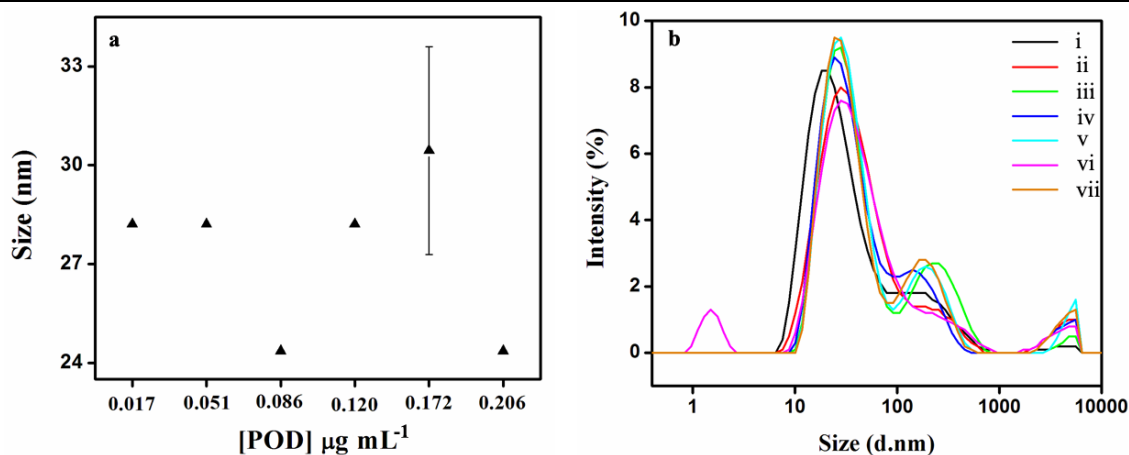 a
33
30
27
24
Size (nm)
0.017 0.051 0.086 0.120 0.172 0.206
[POD] μg mL⁻¹
b
10
8
6
4
2
0
Intensity (%)
i
ii
iii
iv
v
vi
vii
1 10 100 1000 10000
Size (d.nm)